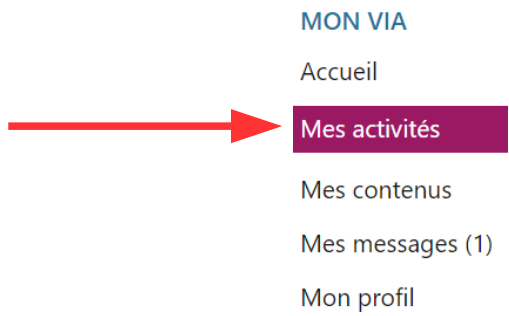 MON VIA
Accueil
Mes activités
Mes contenus
Mes messages (1)
Mon profil